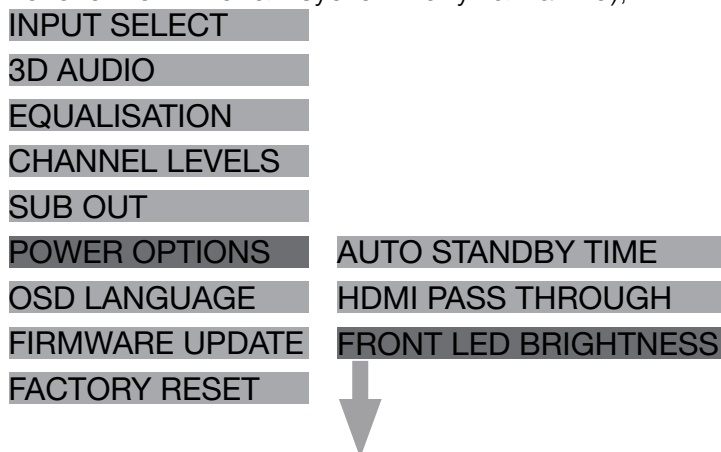 INPUT SELECT
3D AUDIO
EQUALISATION
CHANNEL LEVELS
SUB OUT
POWER OPTIONS
AUTO STANDBY TIME
OSD LANGUAGE
HDMI PASS THROUGH
FIRMWARE UPDATE
FRONT LED BRIGHTNESS
FACTORY RESET